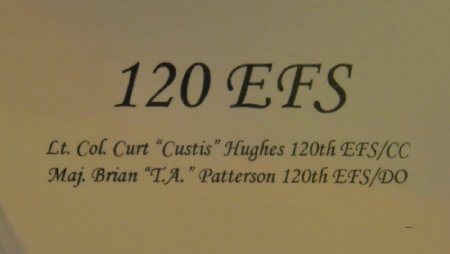 120 EFS
Lt. Col. Curt “Custis” Hughes 120th EFS/CC
Maj. Brian “T.A.” Patterson 120th EFS/DO